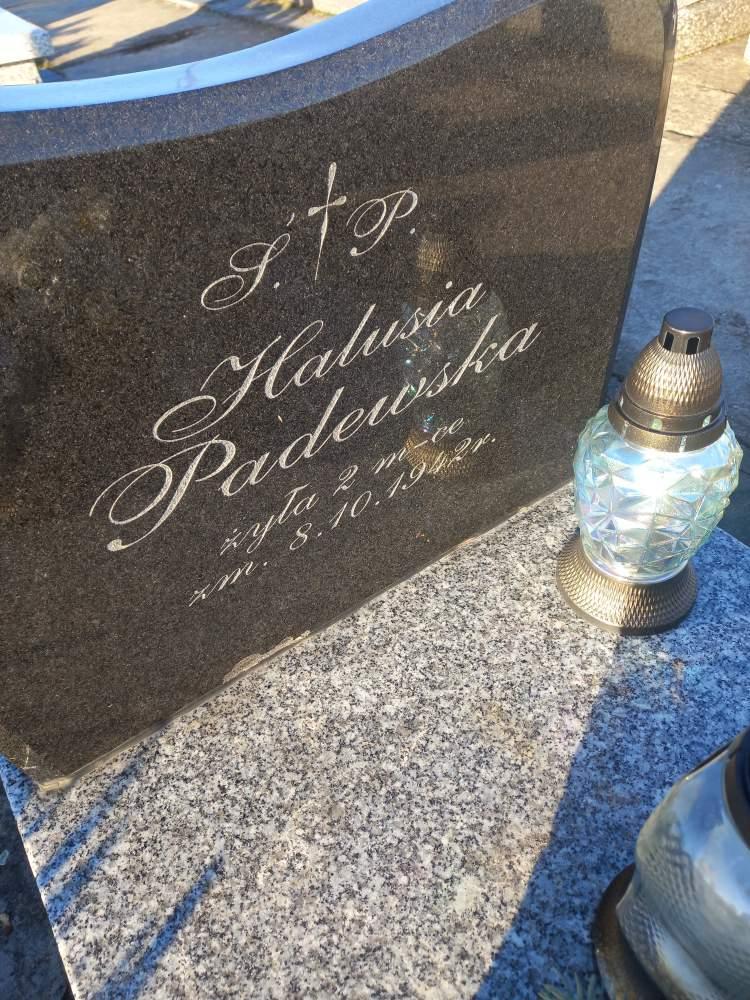 Ś. P.
Halusia
Padewska
żyła 2 m-ce
zm. 8.10.1942r.